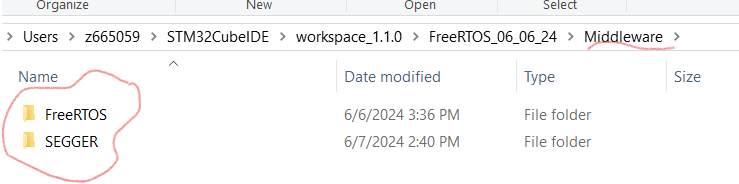 Organize New Open Select
Users > z665059 > STM32CubeIDE > workspace_1.1.0 > FreeRTOS_06_06_24 > Middleware >
Name Date modified Type Size
FreeRTOS 6/6/2024 3:36 PM File folder
SEGGER 6/7/2024 2:40 PM File folder